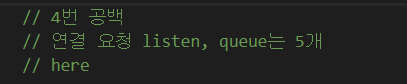 // 4번 공백
// 연결 요청 listen, queue는 5개
// here